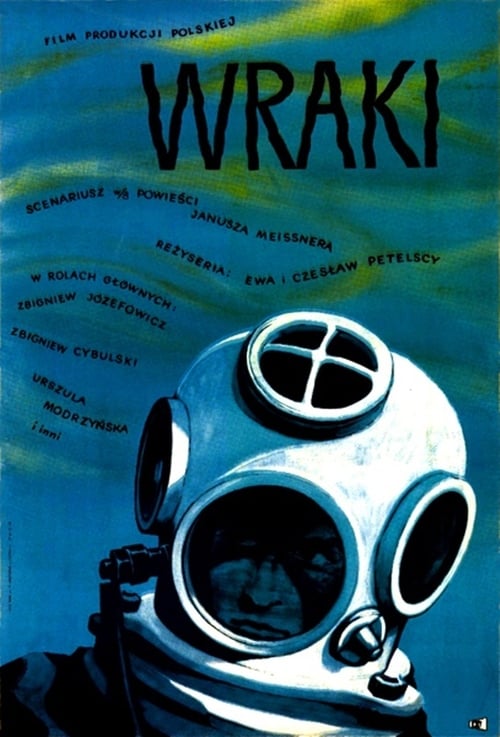 FILM PRODUKCJI POLSKIEJ
WRAKI
SCENARIUSZ W/G POWIEŚCI
JANUSZA MEISSNERA
REŻYSERIA: EWA i CZESŁAW PETELSCY
W ROLACH GŁÓWNYCH:
ZBIGNIEW JÓZEFOWICZ
ZBIGNIEW CYBULSKI
URSZULA
MODRZYŃSKA
i inni